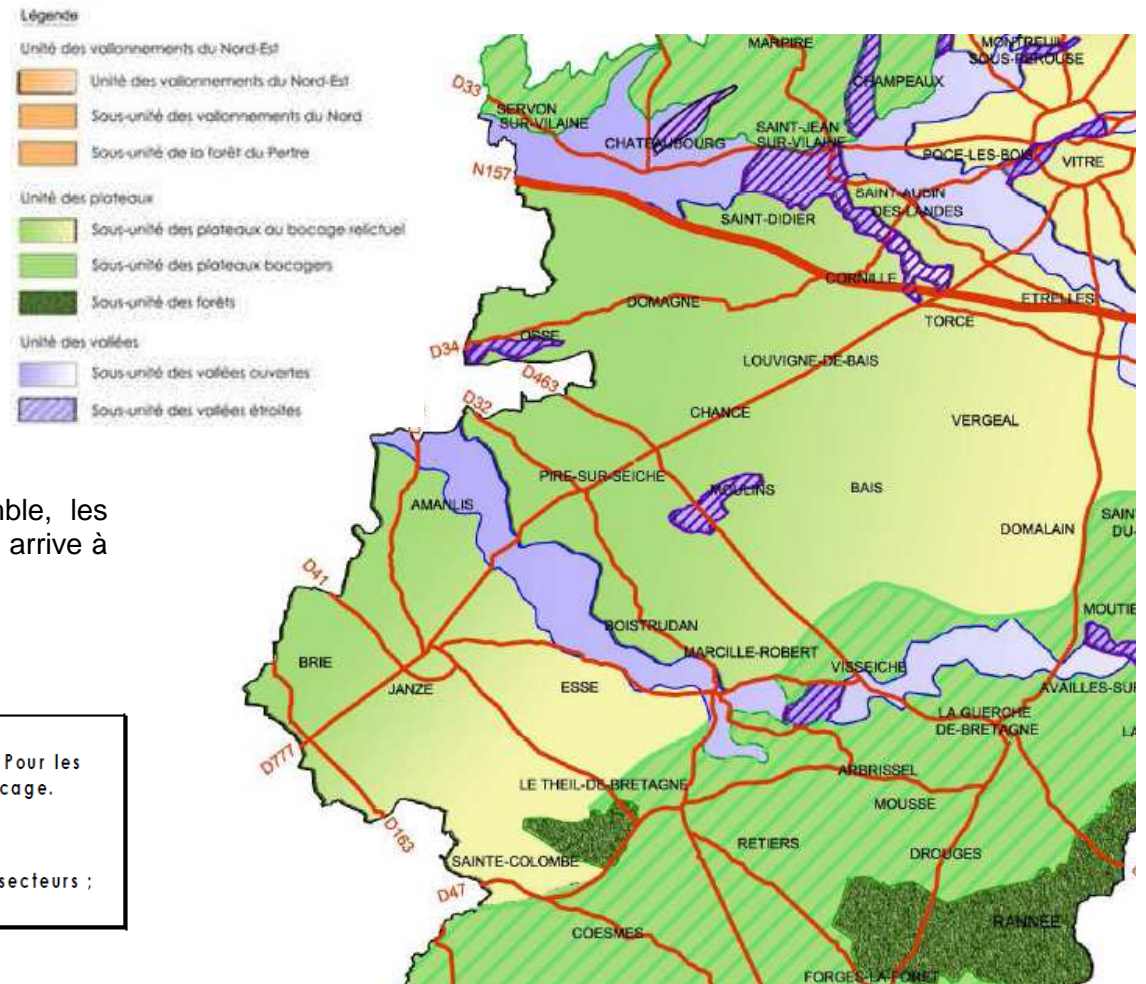 Légende
Unité des vallonnements du Nord-Est
Unité des vallonnements du Nord-Est
Sous-unité des vallonnements du Nord
Sous-unité de la forêt du Pertre
Unité des plateaux
Sous-unité des plateaux au bocage relictuel
Sous-unité des plateaux bocagers
Sous-unité des forêts
Unité des vallées
Sous-unité des vallées ouvertes
Sous-unité des vallées étroites
mble, les
arrive à
Pour les
cage.
secteurs ;
MARPIRE
MONTREUIL
SOUS-PEROUSE
D33
CHAMPEAUX
SERVON
SUR-VILAINE
CHATEAUBOURG
SAINT-JEAN
SUR-VILAINE
POCE-LES-BOIS
VITRE
N157
SAINT-AUBIN
DES-LANDES
SAINT-DIDIER
CORNILLE
ETRELLES
DOMAGNE
TORCE
OSSE
D34
LOUVIGNE-DE-BAIS
D463
D32
CHANCE
VERGEAL
PIRE-SUR-SEICHE
MOULINS
BAIS
AMANLIS
DOMALAIN
SAIN
DU-
D41
MOUTIE
BOISTRUDAN
MARCILLE-ROBERT
VISSEICHE
BRIE
JANZE
ESSE
AVAILLES-SUR
LA GUERCHE
DE-BRETAGNE
LA
D777
ARBRISSEL
LE THEIL-DE-BRETAGNE
MOUSSE
D163
RETIERS
DROUGES
SAINTE-COLOMBE
D47
RANNEE
COESMES
FORGES-LA-FORET